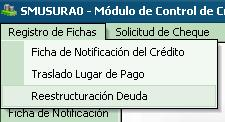 SMUSURA0 - Módulo de Control de C
Registro de Fichas Solicitud de Cheque
Ficha de Notificación del Crédito
Traslado Lugar de Pago
Reestructuración Deuda
Ficha de Notificación